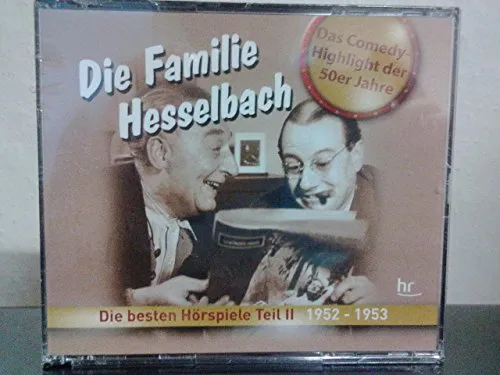 Die Familie
Hesselbach
Das Comedy-
Highlight der
50er Jahre
hr
Die besten Hörspiele Teil II 1952 - 1953